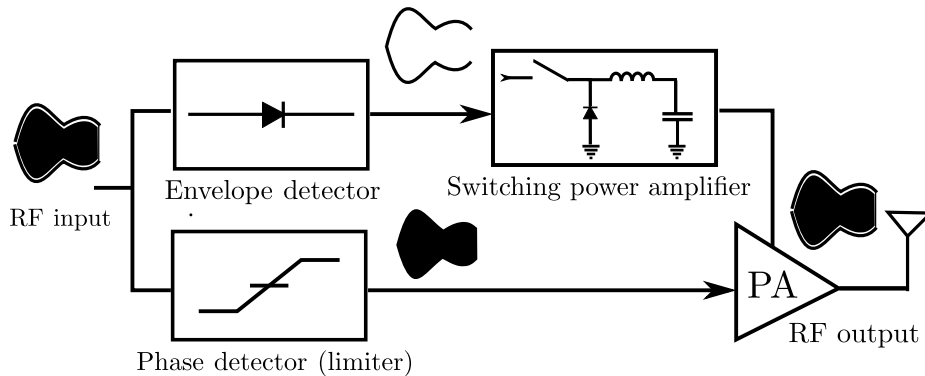 Envelope detector
Switching power amplifier
RF input
PA
RF output
Phase detector (limiter)